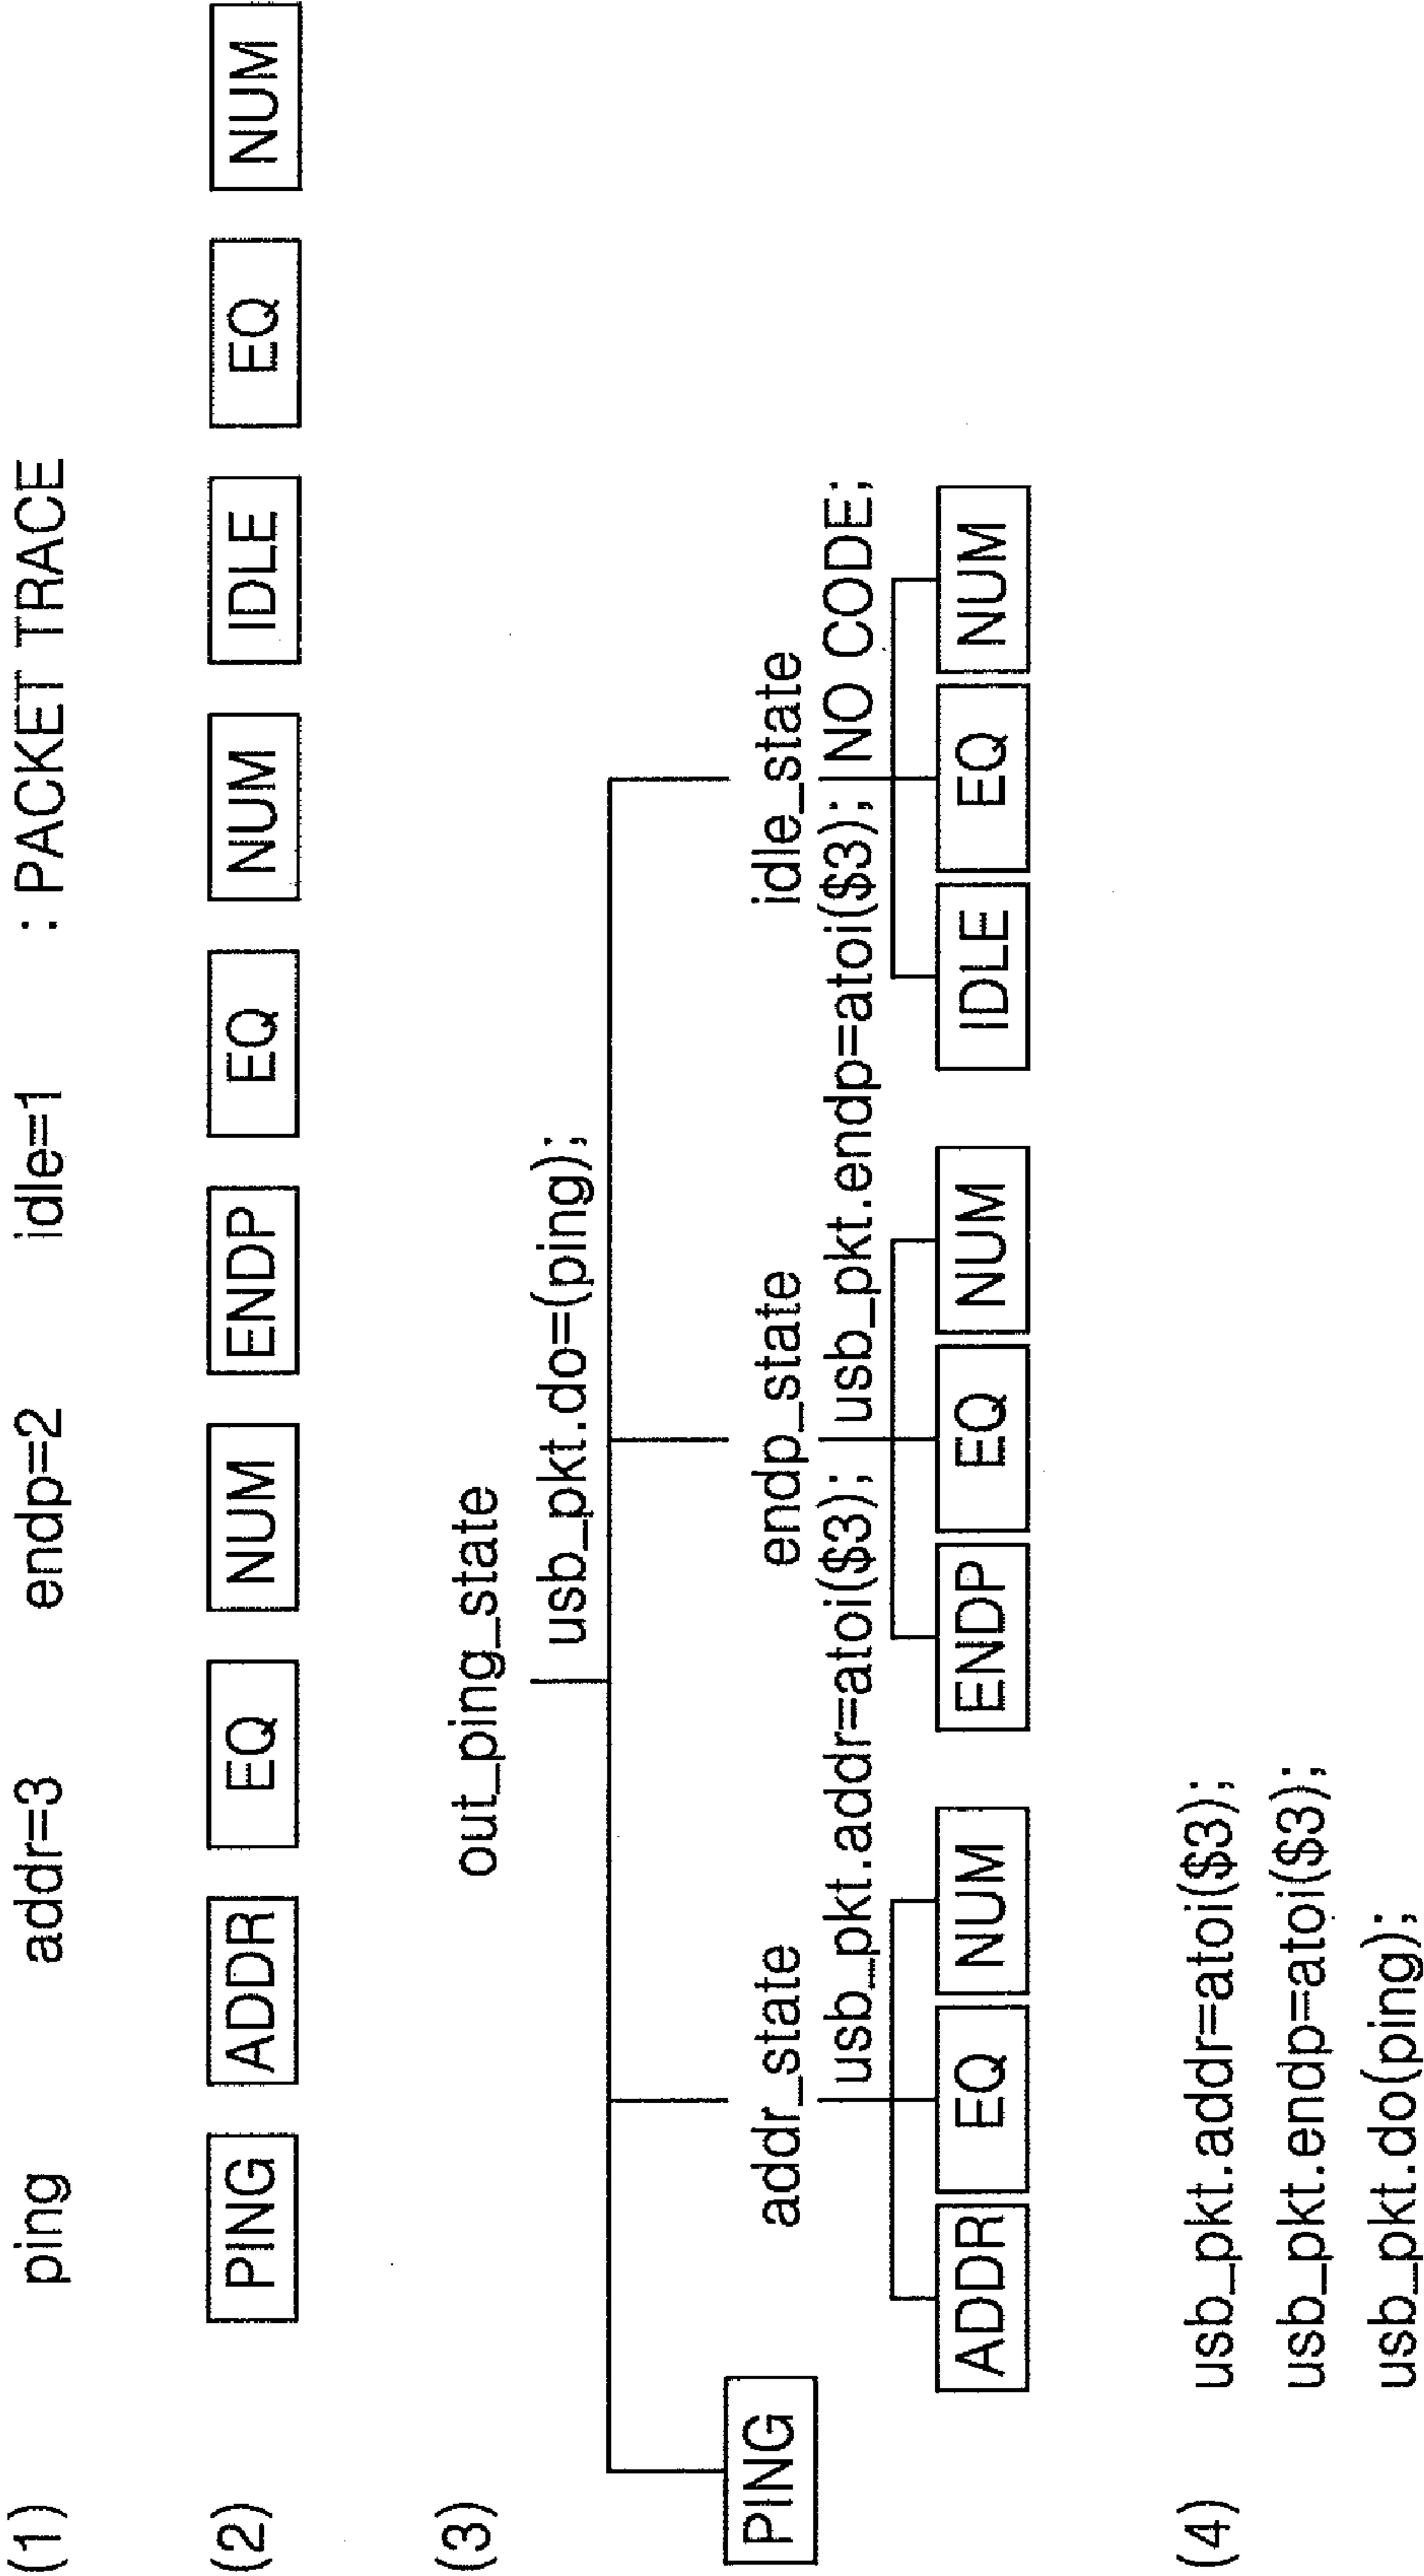 (1) ping addr=3 endp=2 idle=1 : PACKET TRACE
(2) PING ADDR EQ NUM ENDP EQ NUM IDLE EQ NUM
(3) out_ping_state
usb_pkt.do=(ping);
PING addr_state endp_state idle_state
usb_pkt.addr=atoi($3); usb_pkt.endp=atoi($3); NO CODE;
ADDR EQ NUM ENDP EQ NUM IDLE EQ NUM
(4) usb_pkt.addr=atoi($3);
usb_pkt.endp=atoi($3);
usb_pkt.do(ping);